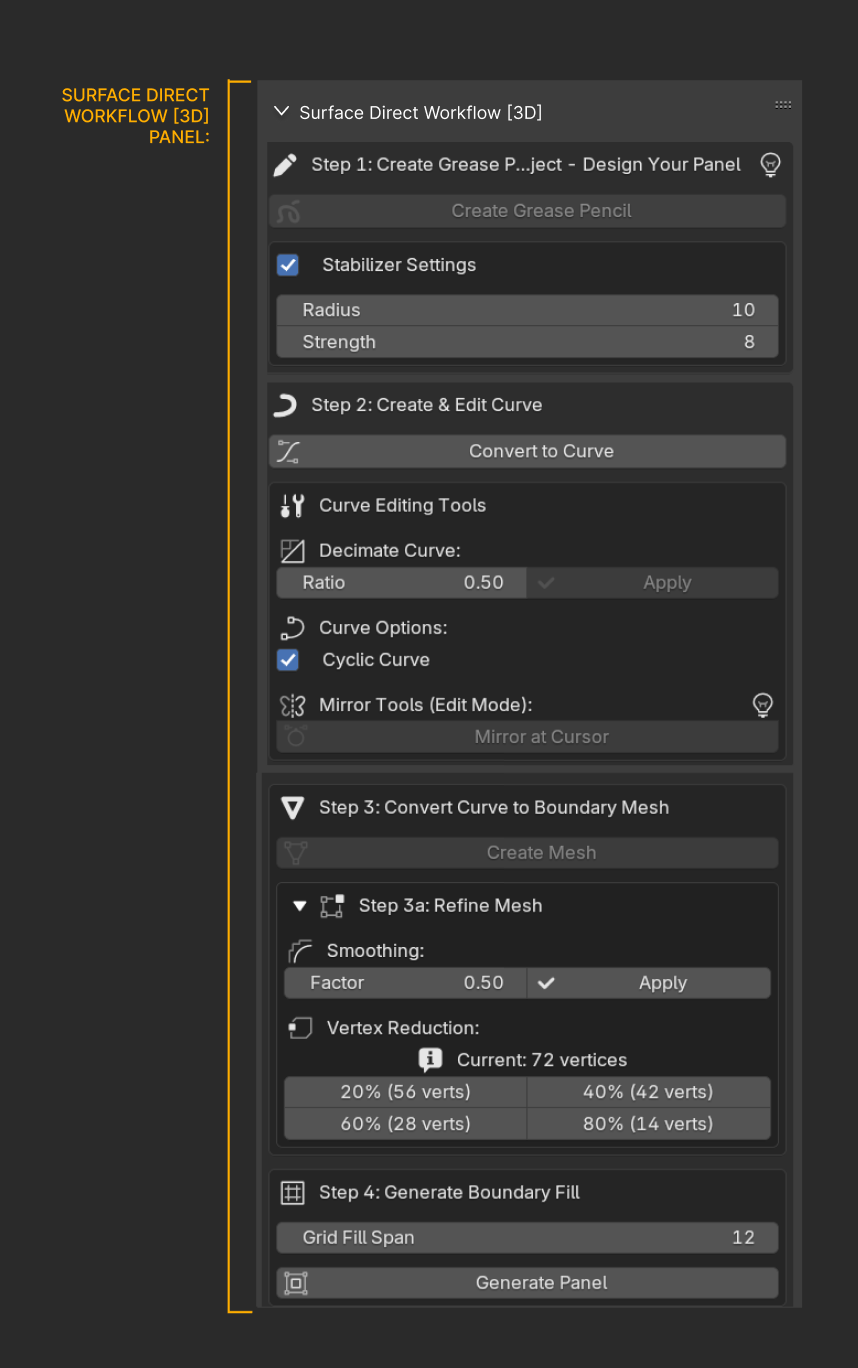 SURFACE DIRECT
WORKFLOW [3D]
PANEL:
Surface Direct Workflow [3D]
Step 1: Create Grease P...ject - Design Your Panel
Create Grease Pencil
Stabilizer Settings
Radius 10
Strength 8
Step 2: Create & Edit Curve
Convert to Curve
Curve Editing Tools
Decimate Curve:
Ratio 0.50 Apply
Curve Options:
Cyclic Curve
Mirror Tools (Edit Mode):
Mirror at Cursor
Step 3: Convert Curve to Boundary Mesh
Create Mesh
Step 3a: Refine Mesh
Smoothing:
Factor 0.50 Apply
Vertex Reduction:
Current: 72 vertices
20% (56 verts) 40% (42 verts)
60% (28 verts) 80% (14 verts)
Step 4: Generate Boundary Fill
Grid Fill Span 12
Generate Panel